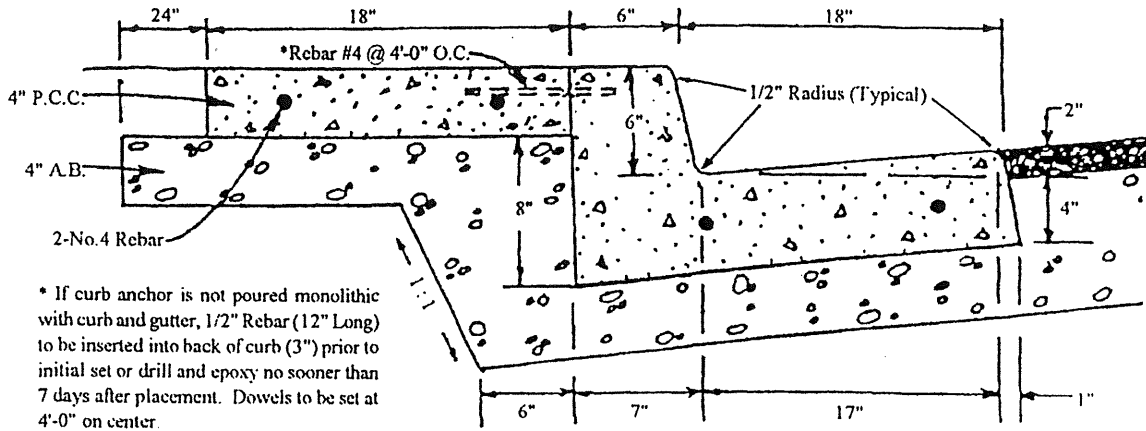 24" 18" 6" 18"
*Rebar #4 @ 4'-0" O.C.
4" P.C.C.
1/2" Radius (Typical)
2"
6"
4" A.B.
8"
4"
2-No.4 Rebar
1:1
* If curb anchor is not poured monolithic
with curb and gutter, 1/2" Rebar (12" Long)
to be inserted into back of curb (3") prior to
initial set or drill and epoxy no sooner than
7 days after placement. Dowels to be set at
4'-0" on center.
6" 7" 17" 1"